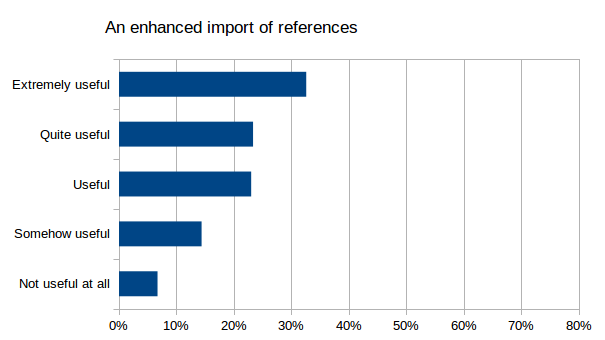 An enhanced import of references
Extremely useful
Quite useful
Useful
Somehow useful
Not useful at all
0% 10% 20% 30% 40% 50% 60% 70% 80%